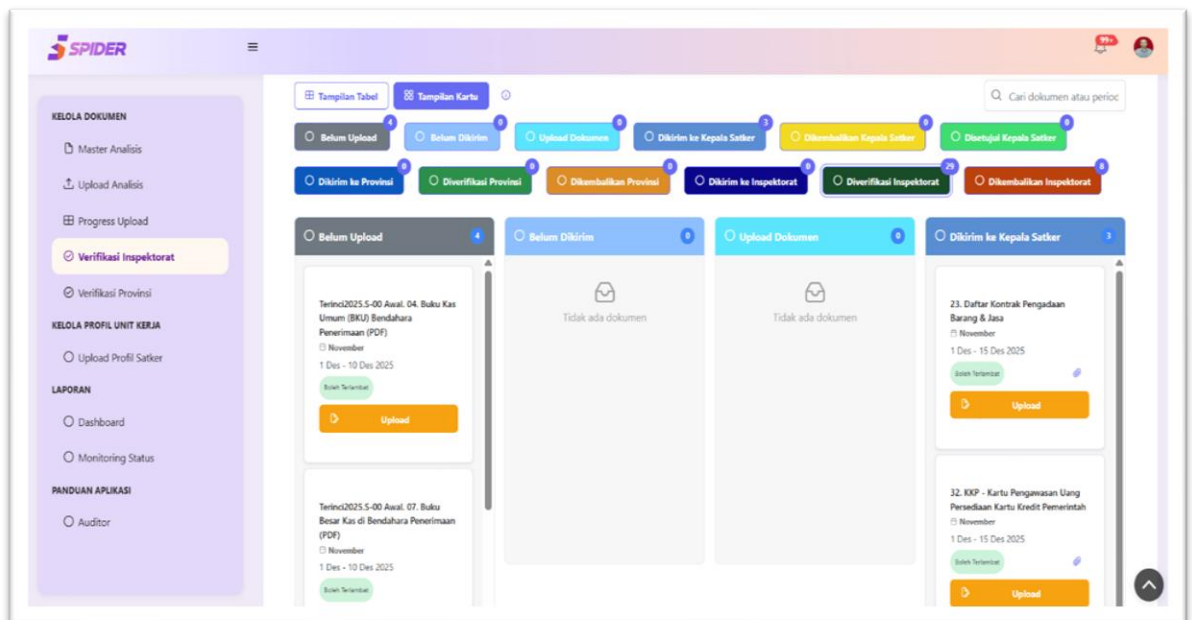 SPIDER
99+
KELOLA DOKUMEN
Master Analisis
Upload Analisis
Progress Upload
Verifikasi Inspektorat
Verifikasi Provinsi
KELOLA PROFIL UNIT KERJA
Upload Profil Satker
LAPORAN
Dashboard
Monitoring Status
PANDUAN APLIKASI
Auditor
Tampilan Tabel
Tampilan Kartu
Cari dokumen atau perioc
Belum Upload 4
Belum Dikirim 0
Upload Dokumen 0
Dikirim ke Kepala Satker 3
Dikembalikan Kepala Satker 0
Disetujui Kepala Satker 0
Dikirim ke Provinsi 0
Diverifikasi Provinsi 0
Dikembalikan Provinsi 0
Dikirim ke Inspektorat 0
Diverifikasi Inspektorat 29
Dikembalikan Inspektorat 8
Belum Upload 4
Terinci2025.S-00 Awal. 04. Buku Kas
Umum (BKU) Bendahara
Penerimaan (PDF)
November
1 Des - 10 Des 2025
Boleh Terlambat
Upload
Terinci2025.S-00 Awal. 07. Buku
Besar Kas di Bendahara Penerimaan
(PDF)
November
1 Des - 10 Des 2025
Boleh Terlambat
Belum Dikirim 0
Tidak ada dokumen
Upload Dokumen 0
Tidak ada dokumen
Dikirim ke Kepala Satker 3
23. Daftar Kontrak Pengadaan
Barang & Jasa
November
1 Des - 15 Des 2025
Boleh Terlambat
Upload
32. KKP - Kartu Pengawasan Uang
Persediaan Kartu Kredit Pemerintah
November
1 Des - 15 Des 2025
Boleh Terlambat
Upload